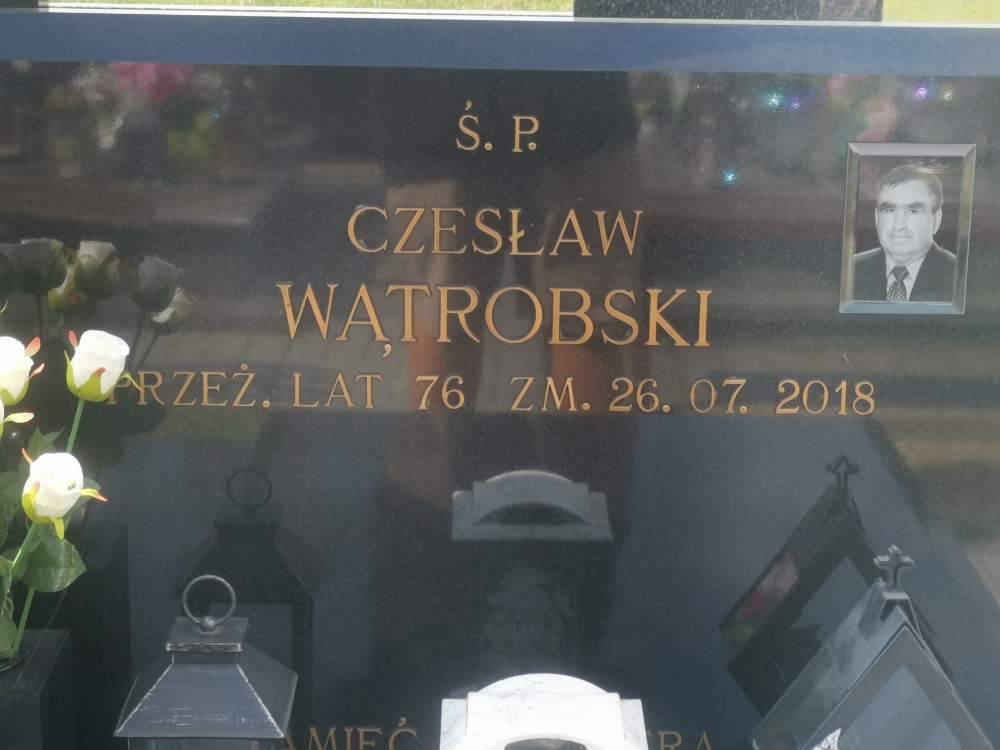 Ś. P.
CZESŁAW
WĄTROBSKI
PRZEŻ. LAT 76 ZM. 26. 07. 2018